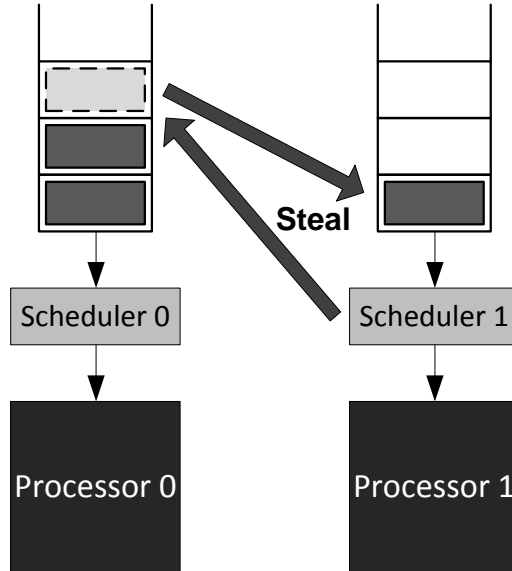 Steal
Scheduler 0
Scheduler 1
Processor 0
Processor 1